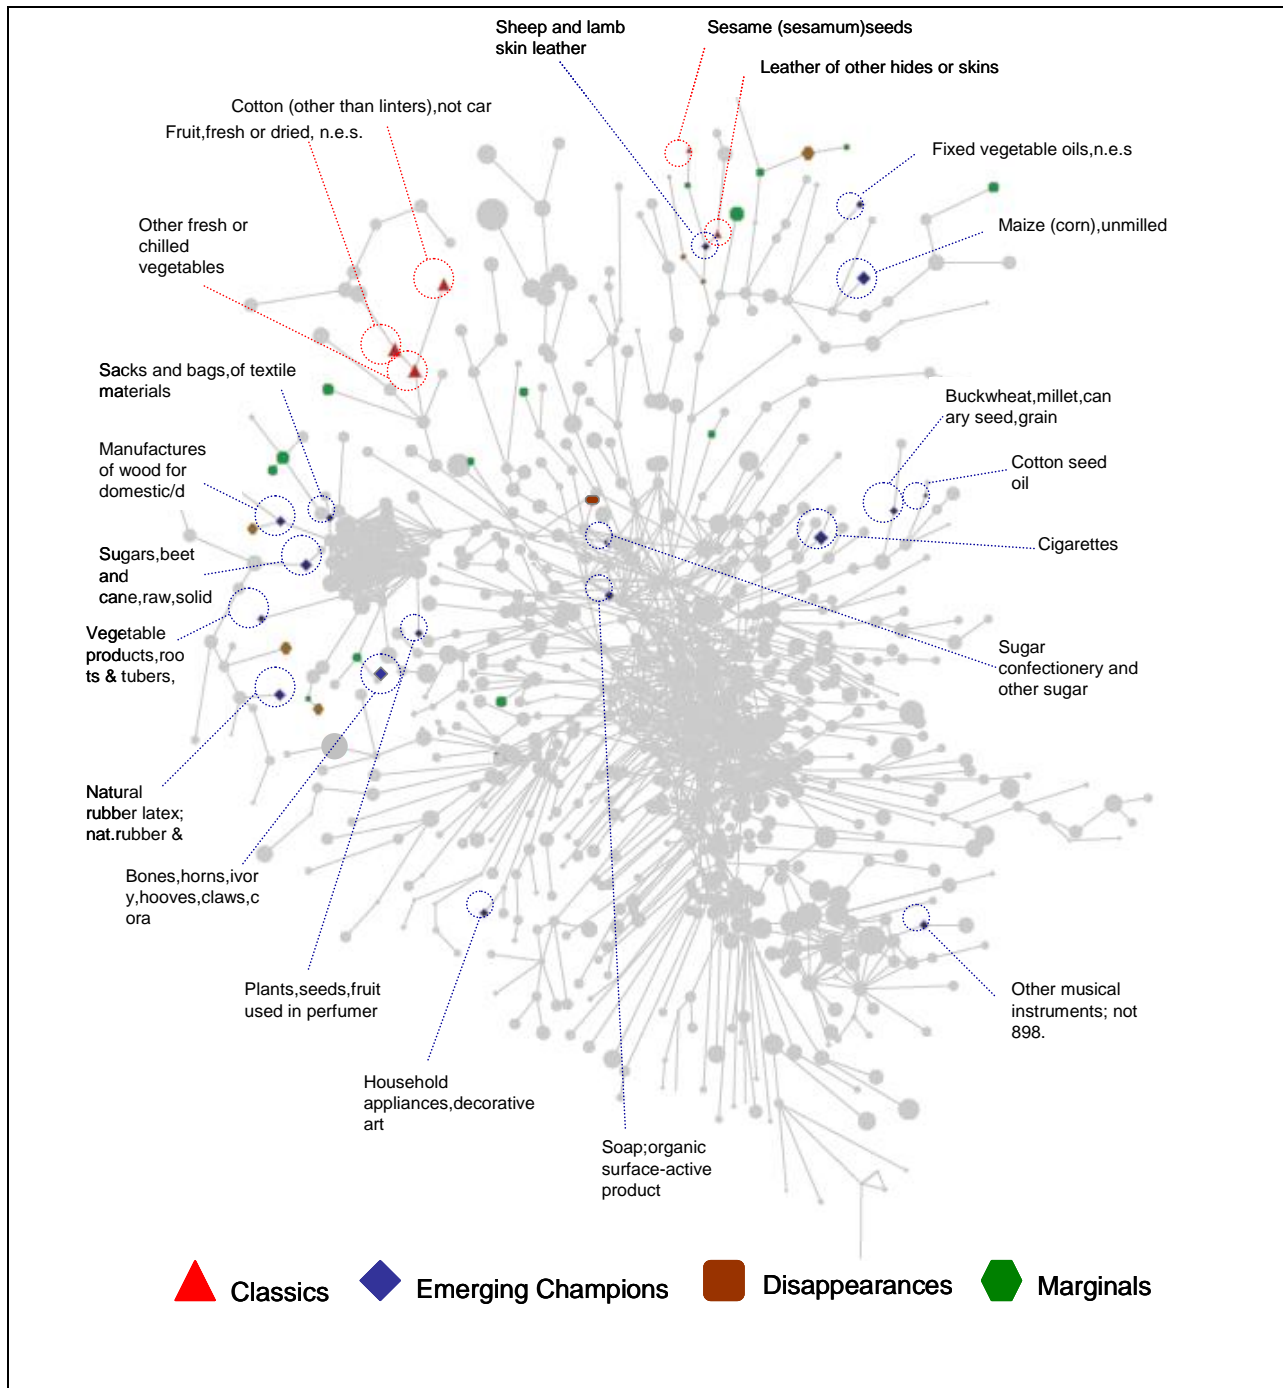 Sheep and lamb
skin leather
Sesame (sesamum)seeds
Leather of other hides or skins
Cotton (other than linters),not car
Fruit,fresh or dried, n.e.s.
Fixed vegetable oils,n.e.s
Other fresh or
chilled
vegetables
Maize (corn),unmilled
Sacks and bags,of textile
materials
Buckwheat,millet,can
ary seed,grain
Manufactures
of wood for
domestic/d
Cotton seed
oil
Cigarettes
Sugars,beet
and
cane,raw,solid
Vegetable
products,roo
ts & tubers,
Sugar
confectionery and
other sugar
Natural
rubber latex;
nat.rubber &
Bones,horns,ivor
y,hooves,claws,c
ora
Plants,seeds,fruit
used in perfumer
Other musical
instruments; not
898.
Household
appliances,decorative
art
Soap;organic
surface-active
product
Classics
Emerging Champions
Disappearances
Marginals